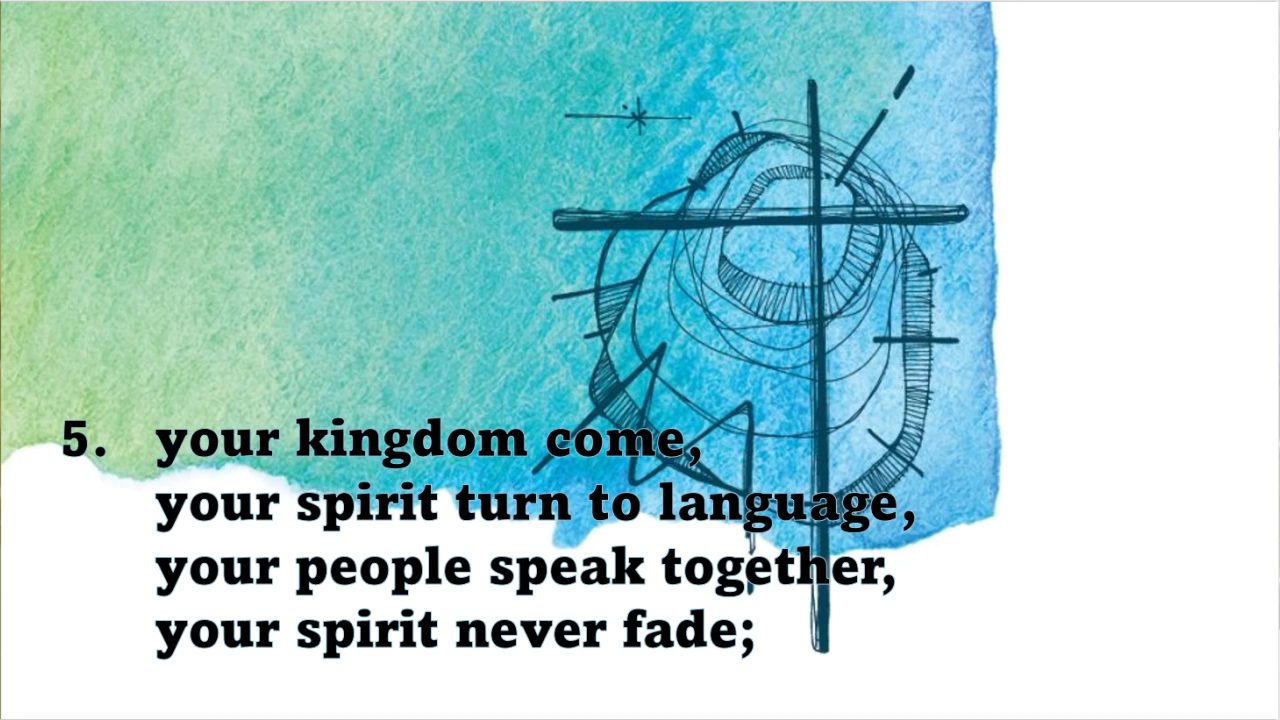 5. your kingdom come,
your spirit turn to language,
your people speak together,
your spirit never fade;